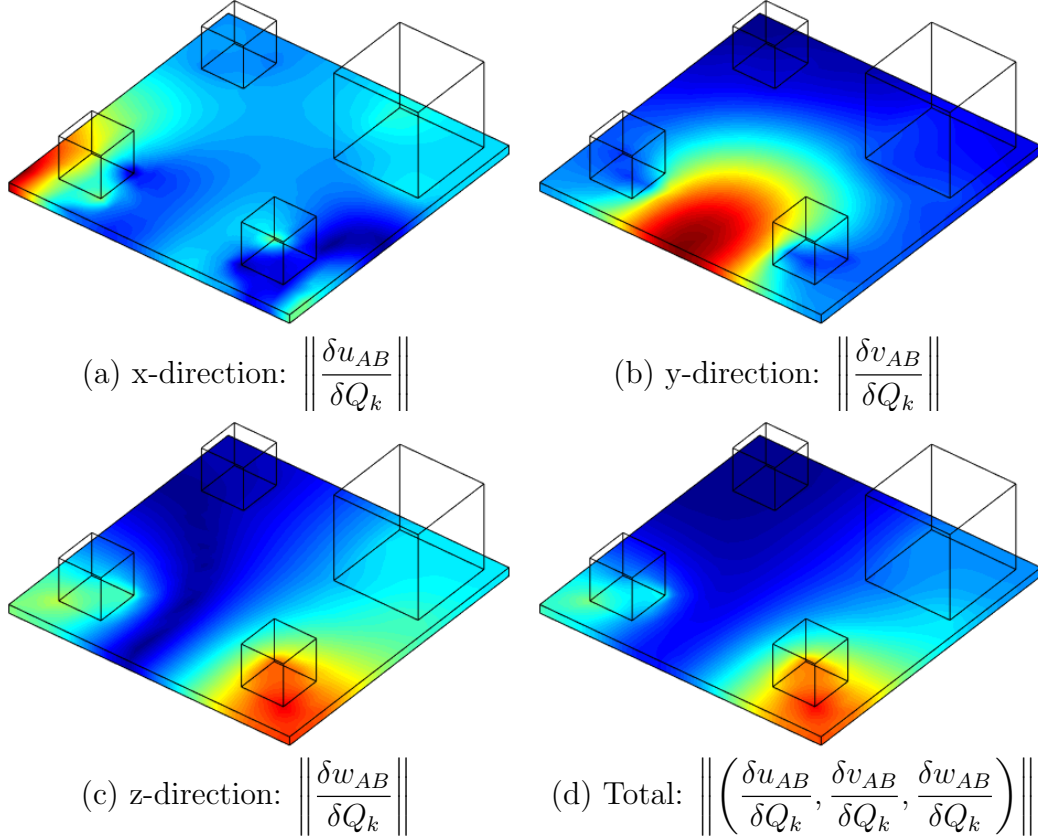 (a) x-direction: $\left\| \frac{\delta u_{AB}}{\delta Q_k} \right\|$
(b) y-direction: $\left\| \frac{\delta v_{AB}}{\delta Q_k} \right\|$
(c) z-direction: $\left\| \frac{\delta w_{AB}}{\delta Q_k} \right\|$
(d) Total: $\left\| \left( \frac{\delta u_{AB}}{\delta Q_k}, \frac{\delta v_{AB}}{\delta Q_k}, \frac{\delta w_{AB}}{\delta Q_k} \right) \right\|$